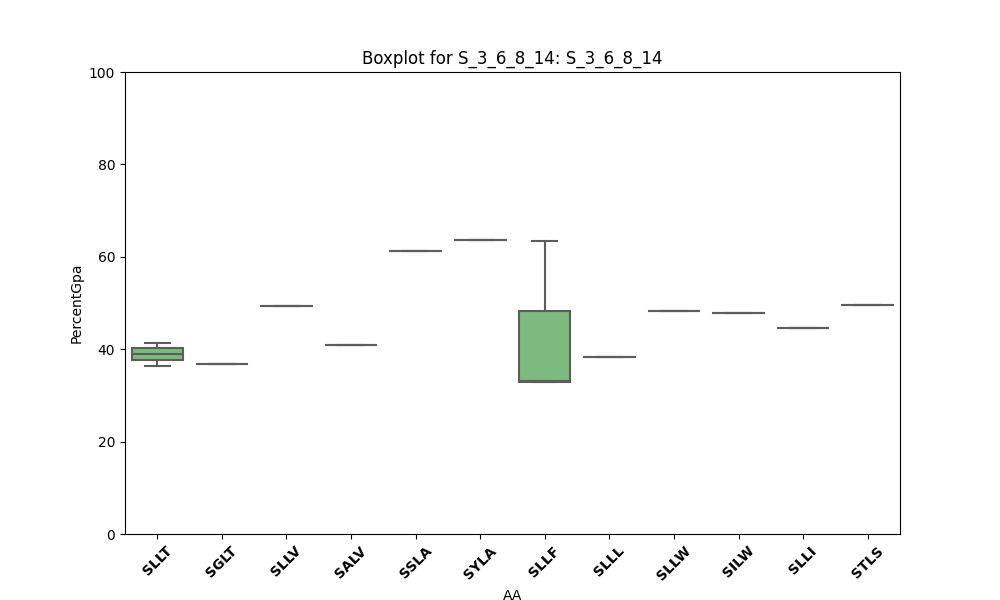 Boxplot for S_3_6_8_14: S_3_6_8_14
100
80
60
40
20
0
PercentGpa
SLLT
SGLT
SLLV
SALV
SSLA
SYLA
SLLF
SLLL
SLLW
SILW
SLLI
STLS
AA